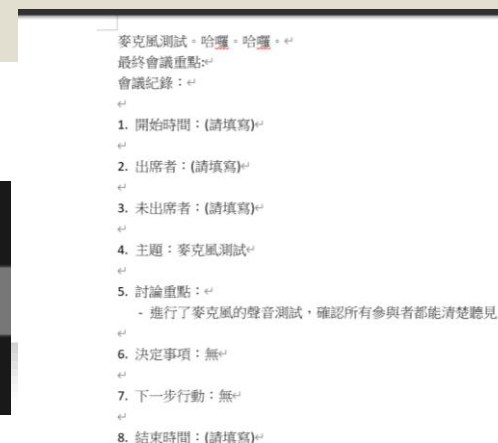 麥克風測試。哈囉。哈囉。
最終會議重點:
會議紀錄：
1. 開始時間：(請填寫)
2. 出席者：(請填寫)
3. 未出席者：(請填寫)
4. 主題：麥克風測試
5. 討論重點：
- 進行了麥克風的聲音測試，確認所有參與者都能清楚聽見
6. 決定事項：無
7. 下一步行動：無
8. 結束時間：(請填寫)